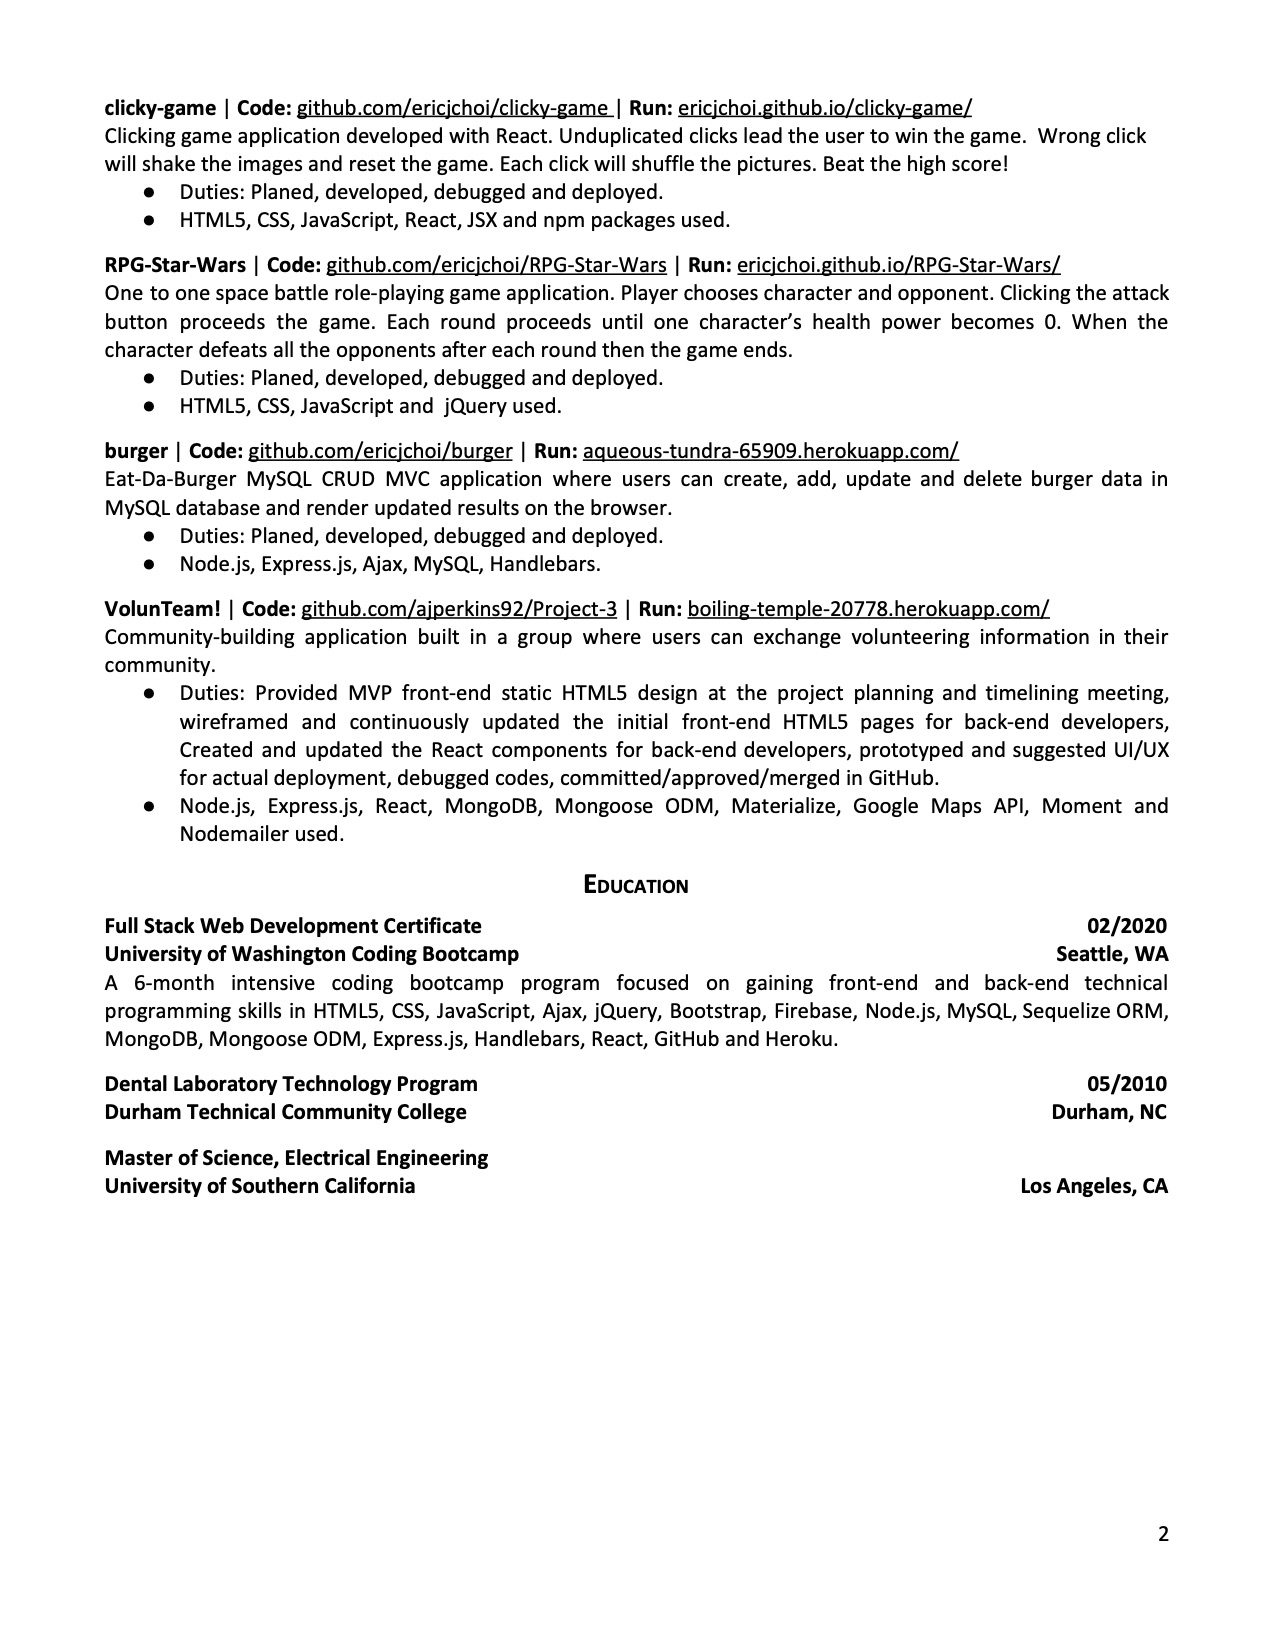 clicky-game | Code: github.com/ericjchoi/clicky-game | Run: ericjchoi.github.io/clicky-game/
Clicking game application developed with React. Unduplicated clicks lead the user to win the game.  Wrong click
will shake the images and reset the game. Each click will shuffle the pictures. Beat the high score!
● Duties: Planed, developed, debugged and deployed.
● HTML5, CSS, JavaScript, React, JSX and npm packages used.
RPG-Star-Wars | Code: github.com/ericjchoi/RPG-Star-Wars | Run: ericjchoi.github.io/RPG-Star-Wars/
One to one space battle role-playing game application. Player chooses character and opponent. Clicking the attack
button proceeds the game. Each round proceeds until one character’s health power becomes 0. When the
character defeats all the opponents after each round then the game ends.
● Duties: Planed, developed, debugged and deployed.
● HTML5, CSS, JavaScript and  jQuery used.
burger | Code: github.com/ericjchoi/burger | Run: aqueous-tundra-65909.herokuapp.com/
Eat-Da-Burger MySQL CRUD MVC application where users can create, add, update and delete burger data in
MySQL database and render updated results on the browser.
● Duties: Planed, developed, debugged and deployed.
● Node.js, Express.js, Ajax, MySQL, Handlebars.
VolunTeam! | Code: github.com/ajperkins92/Project-3 | Run: boiling-temple-20778.herokuapp.com/
Community-building application built in a group where users can exchange volunteering information in their
community.
● Duties: Provided MVP front-end static HTML5 design at the project planning and timelining meeting,
wireframed and continuously updated the initial front-end HTML5 pages for back-end developers,
Created and updated the React components for back-end developers, prototyped and suggested UI/UX
for actual deployment, debugged codes, committed/approved/merged in GitHub.
● Node.js, Express.js, React, MongoDB, Mongoose ODM, Materialize, Google Maps API, Moment and
Nodemailer used.
EDUCATION
Full Stack Web Development Certificate 02/2020
University of Washington Coding Bootcamp Seattle, WA
A 6-month intensive coding bootcamp program focused on gaining front-end and back-end technical
programming skills in HTML5, CSS, JavaScript, Ajax, jQuery, Bootstrap, Firebase, Node.js, MySQL, Sequelize ORM,
MongoDB, Mongoose ODM, Express.js, Handlebars, React, GitHub and Heroku.
Dental Laboratory Technology Program 05/2010
Durham Technical Community College Durham, NC
Master of Science, Electrical Engineering
University of Southern California Los Angeles, CA
2